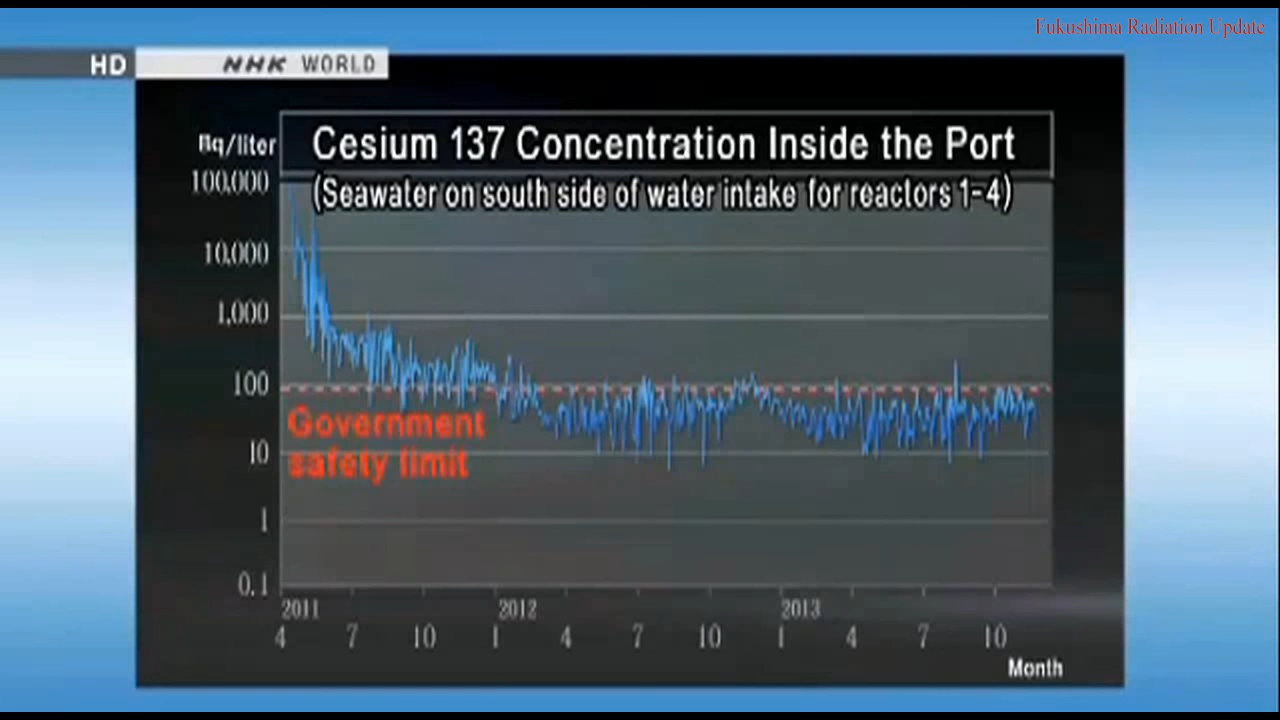 Fukushima Radiation Update
HD NHK WORLD
Bq/liter
Cesium 137 Concentration Inside the Port
(Seawater on south side of water intake for reactors 1-4)
100,000
10,000
1,000
100
Government
safety limit
10
1
0.1
2011 2012 2013
4 7 10 1 4 7 10 1 4 7 10
Month